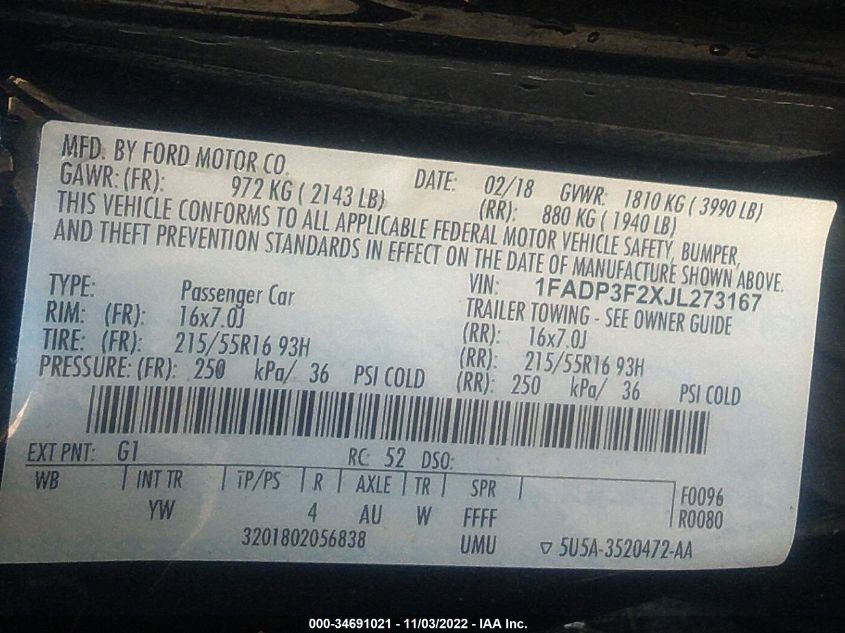 MFD. BY FORD MOTOR CO.
DATE: 02/18 GVWR: 1810 KG ( 3990 LB)
GAWR: (FR): 972 KG ( 2143 LB) (RR): 880 KG ( 1940 LB)
THIS VEHICLE CONFORMS TO ALL APPLICABLE FEDERAL MOTOR VEHICLE SAFETY, BUMPER,
AND THEFT PREVENTION STANDARDS IN EFFECT ON THE DATE OF MANUFACTURE SHOWN ABOVE.
VIN: 1FADP3F2XJL273167
TYPE: Passenger Car TRAILER TOWING - SEE OWNER GUIDE
RIM: (FR): 16x7.0J (RR): 16x7.0J
TIRE: (FR): 215/55R16 93H (RR): 215/55R16 93H
PRESSURE: (FR): 250 kPa/ 36 PSI COLD (RR): 250 kPa/ 36 PSI COLD
EXT PNT: G1 RC: 52 DSO:
WB INT TR TP/PS R AXLE TR SPR F0096
YW 4 AU W FFFF R0080
3201802056838 UMU ▽ 5U5A-3520472-AA
000-34691021 - 11/03/2022 - IAA Inc.